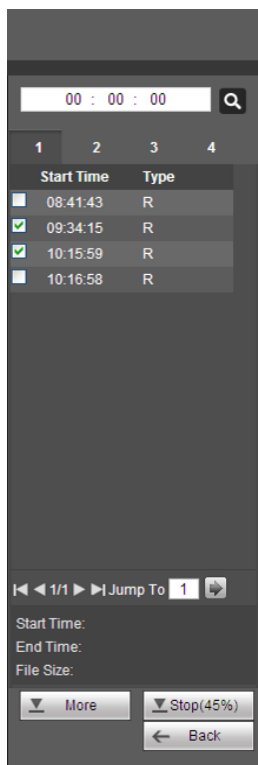 00 : 00 : 00
1 2 3 4
Start Time Type
08:41:43 R
09:34:15 R
10:15:59 R
10:16:58 R
1/1 Jump To 1
Start Time:
End Time:
File Size:
More Stop(45%)
Back